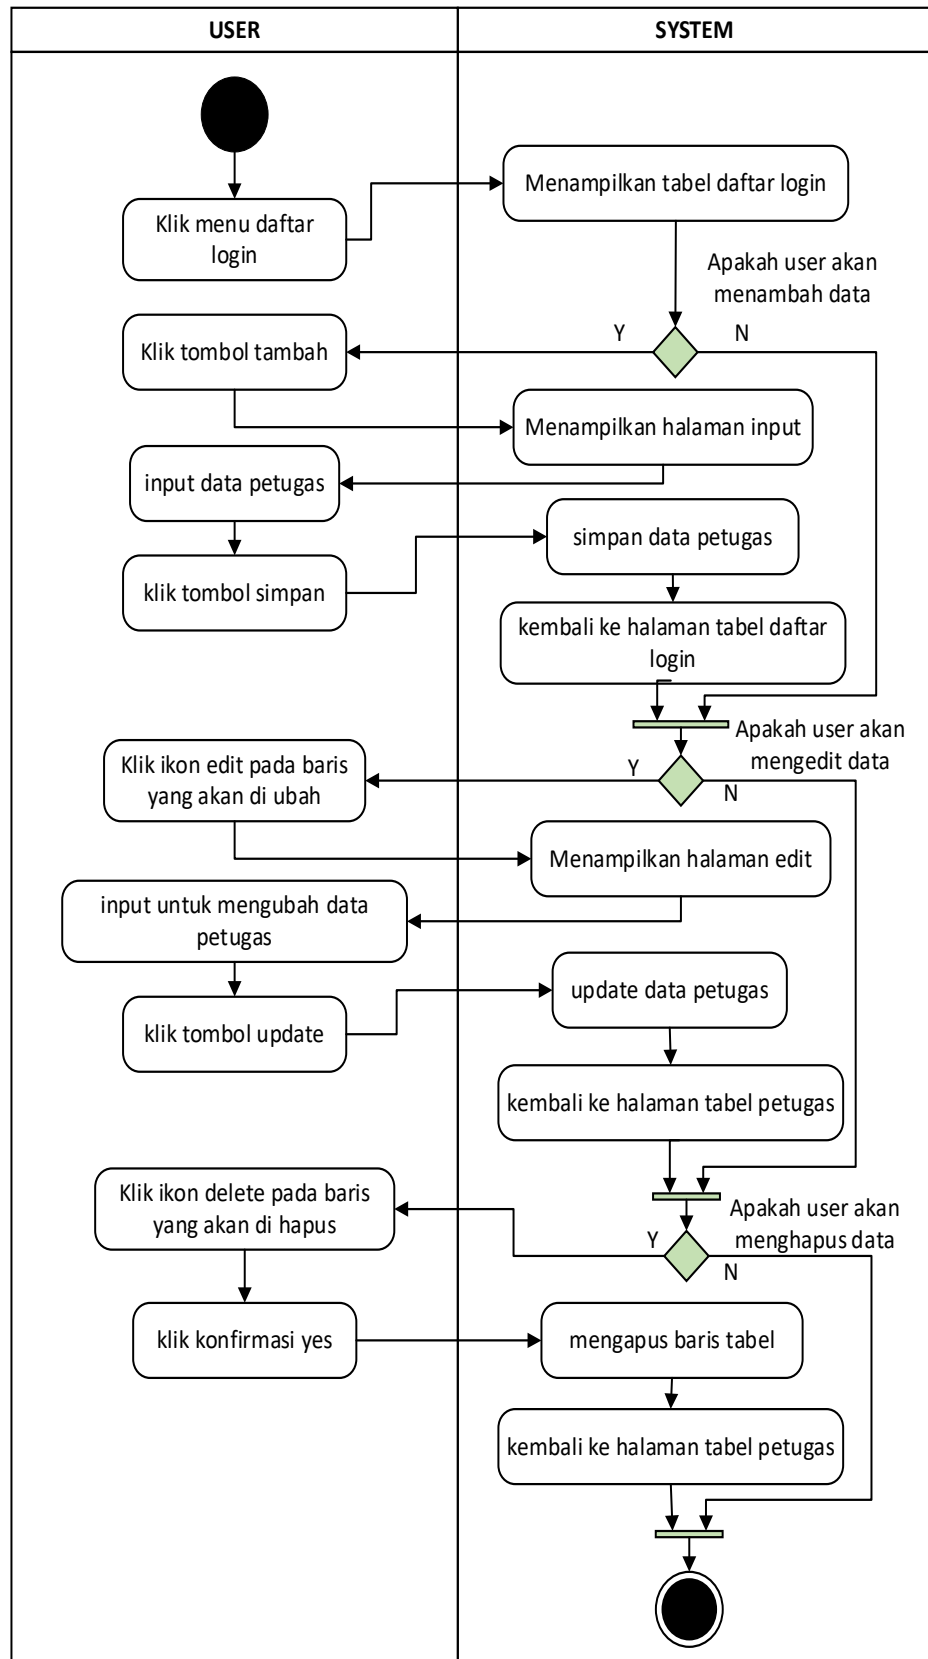 USER
SYSTEM
Menampilkan tabel daftar login
Klik menu daftar
login
Apakah user akan
menambah data
Y
N
Klik tombol tambah
Menampilkan halaman input
input data petugas
simpan data petugas
klik tombol simpan
kembali ke halaman tabel daftar
login
Apakah user akan
mengedit data
Y
N
Klik ikon edit pada baris
yang akan di ubah
Menampilkan halaman edit
input untuk mengubah data
petugas
update data petugas
klik tombol update
kembali ke halaman tabel petugas
Klik ikon delete pada baris
yang akan di hapus
Apakah user akan
menghapus data
Y
N
klik konfirmasi yes
mengapus baris tabel
kembali ke halaman tabel petugas